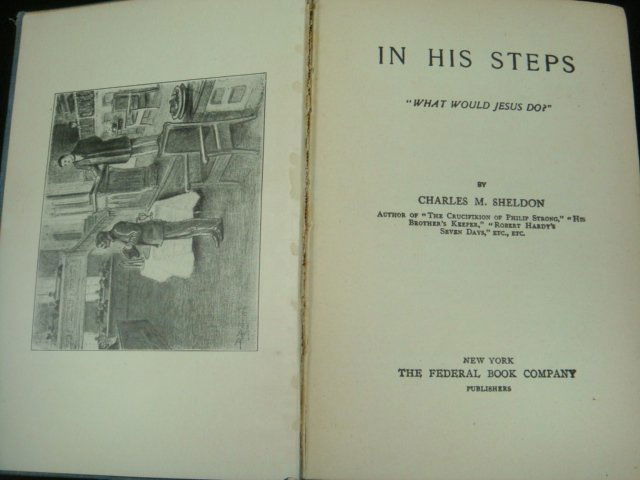 IN HIS STEPS
"WHAT WOULD JESUS DO?"
BY
CHARLES M. SHELDON
AUTHOR OF "THE CRUCIFIXION OF PHILIP STRONG," "HIS
BROTHER'S KEEPER," "ROBERT HARDY'S
SEVEN DAYS," ETC., ETC.
NEW YORK
THE FEDERAL BOOK COMPANY
PUBLISHERS